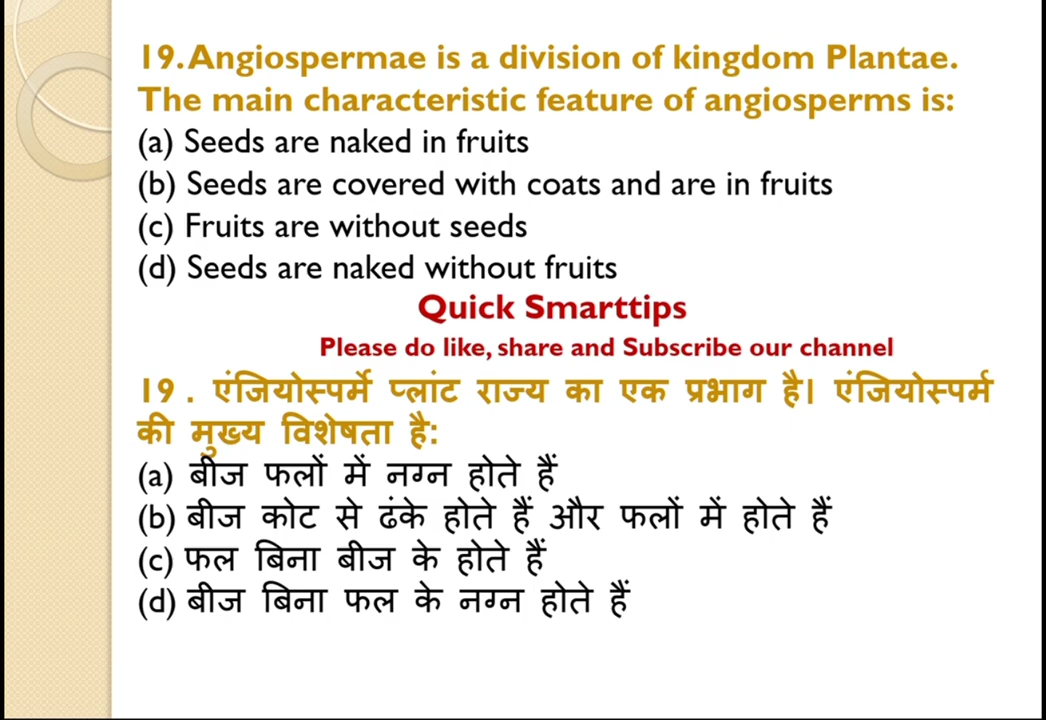 19.Angiospermae is a division of kingdom Plantae.
The main characteristic feature of angiosperms is:
(a) Seeds are naked in fruits
(b) Seeds are covered with coats and are in fruits
(c) Fruits are without seeds
(d) Seeds are naked without fruits
Quick Smarttips
Please do like, share and Subscribe our channel
19 . एंजियोस्पर्मे प्लांट राज्य का एक प्रभाग है। एंजियोस्पर्म
की मुख्य विशेषता है:
(a) बीज फलों में नग्न होते हैं
(b) बीज कोट से ढंके होते हैं और फलों में होते हैं
(c) फल बिना बीज के होते हैं
(d) बीज बिना फल के नग्न होते हैं